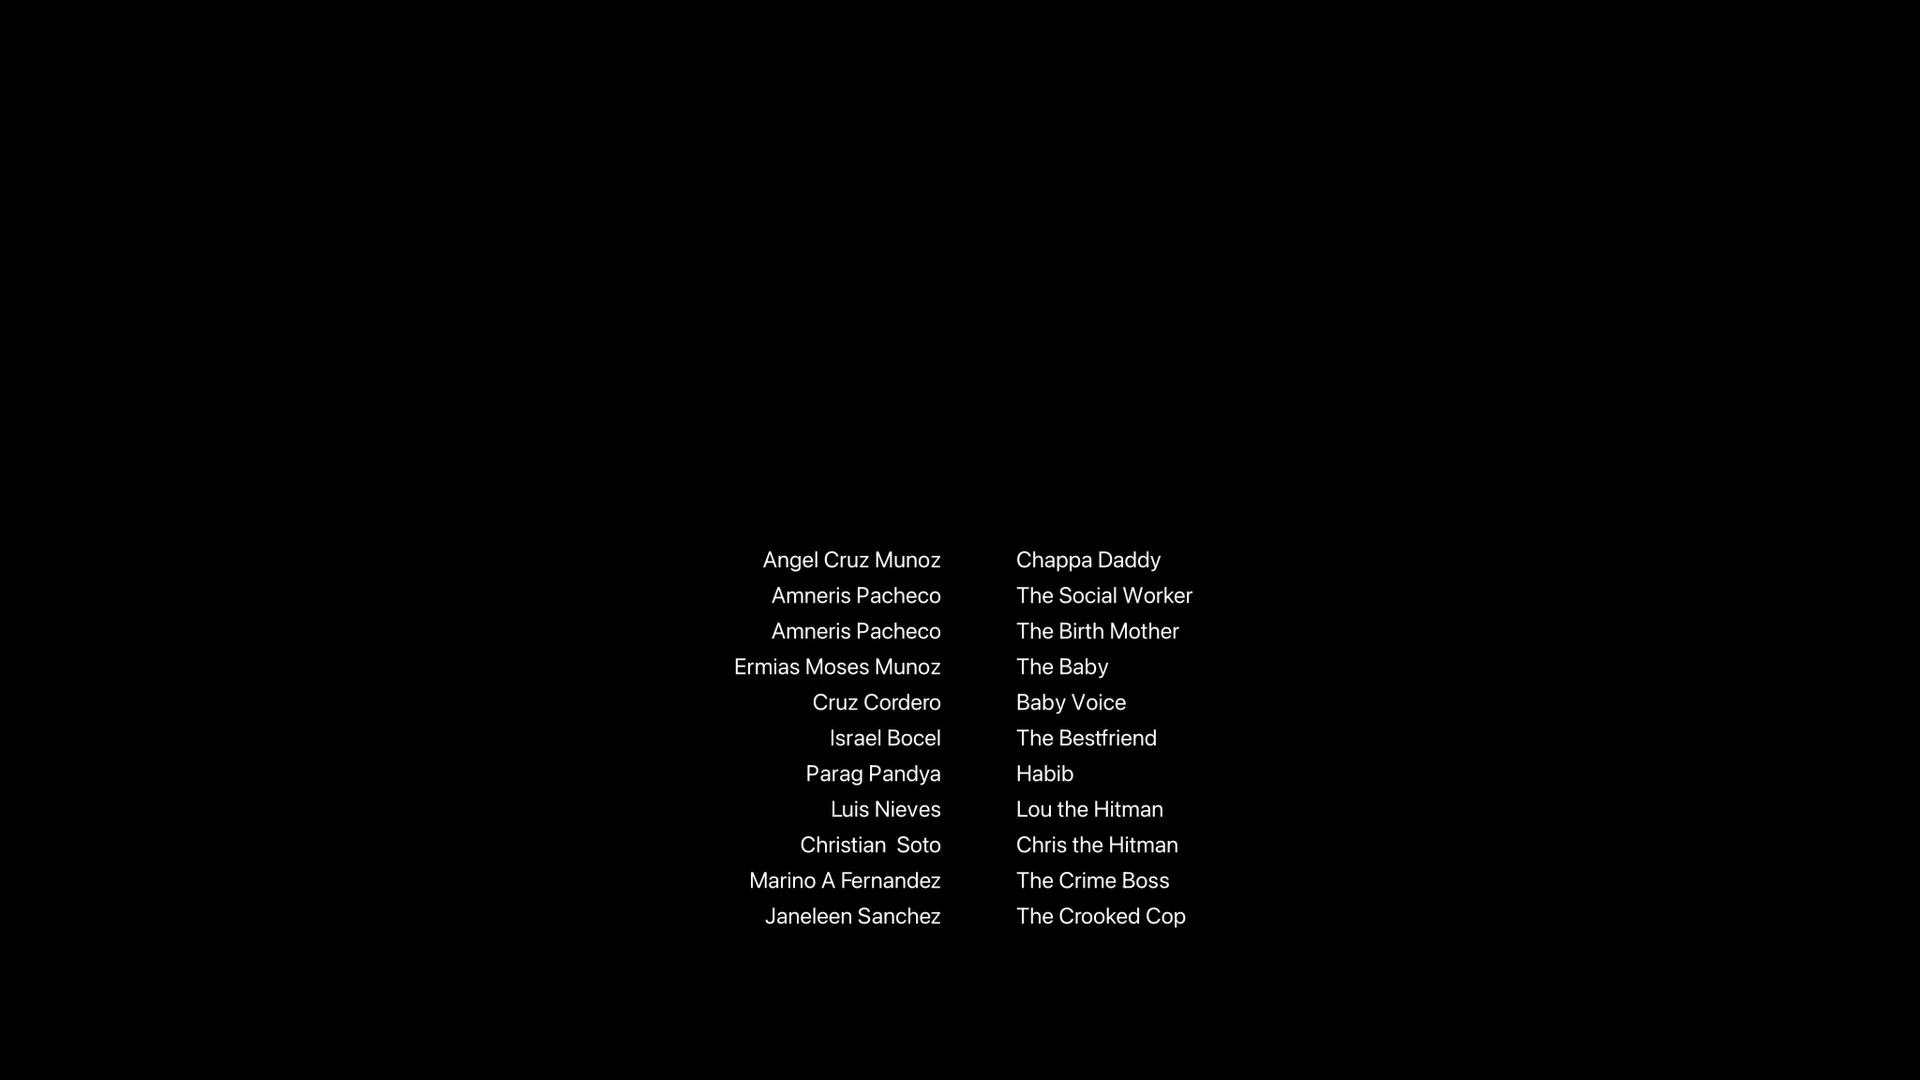 Angel Cruz Munoz Chappa Daddy
Amneris Pacheco The Social Worker
Amneris Pacheco The Birth Mother
Ermias Moses Munoz The Baby
Cruz Cordero Baby Voice
Israel Bocel The Bestfriend
Parag Pandya Habib
Luis Nieves Lou the Hitman
Christian  Soto Chris the Hitman
Marino A Fernandez The Crime Boss
Janeleen Sanchez The Crooked Cop